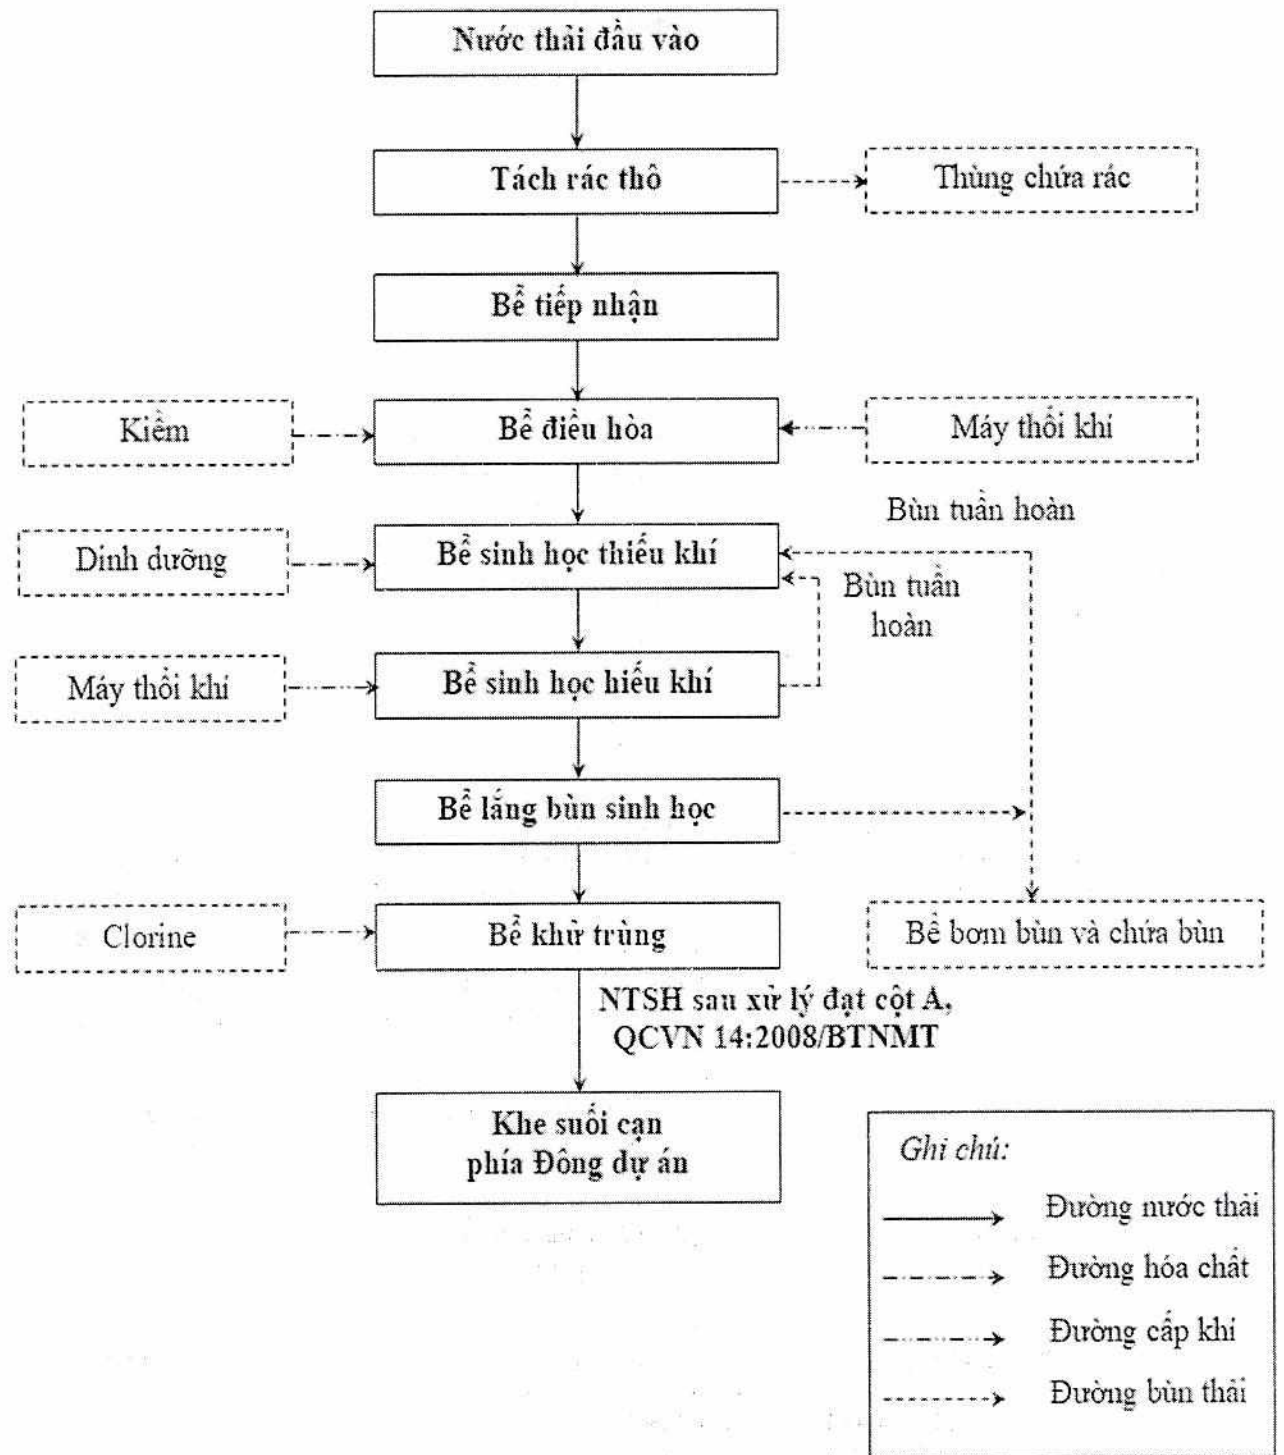 Nước thải đầu vào
Tách rác thô
Thùng chứa rác
Bể tiếp nhận
Kiềm
Bể điều hòa
Máy thổi khí
Bùn tuần hoàn
Dinh dưỡng
Bể sinh học thiếu khí
Bùn tuần
hoàn
Máy thổi khí
Bể sinh học hiếu khí
Bể lắng bùn sinh học
Clorine
Bể khử trùng
Bể bơm bùn và chứa bùn
NTSH sau xử lý đạt cột A,
QCVN 14:2008/BTNMT
Khe suối cạn
phía Đông dự án
Ghi chú:
Đường nước thải
Đường hóa chất
Đường cấp khí
Đường bùn thải